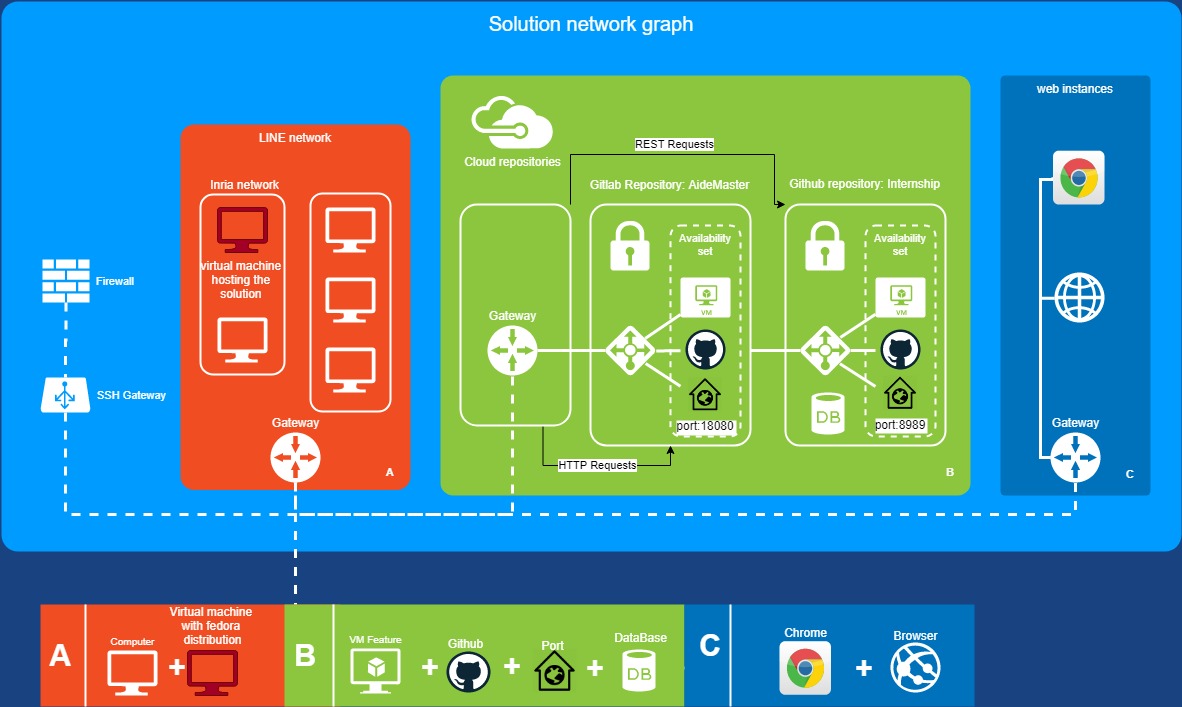 Solution network graph
LINE network
Inria network
virtual machine
hosting the
solution
Gateway
A
Firewall
SSH Gateway
Cloud repositories
REST Requests
Gitlab Repository: AideMaster
Github repository: Internship
Availability
set
VM
port:18080
Availability
set
VM
DB
port:8989
Gateway
HTTP Requests
B
web instances
Gateway
C
A
Computer
+
Virtual machine
with fedora
distribution
B
VM Feature
+
Github
+
Port
+
DataBase
DB
C
Chrome
+
Browser